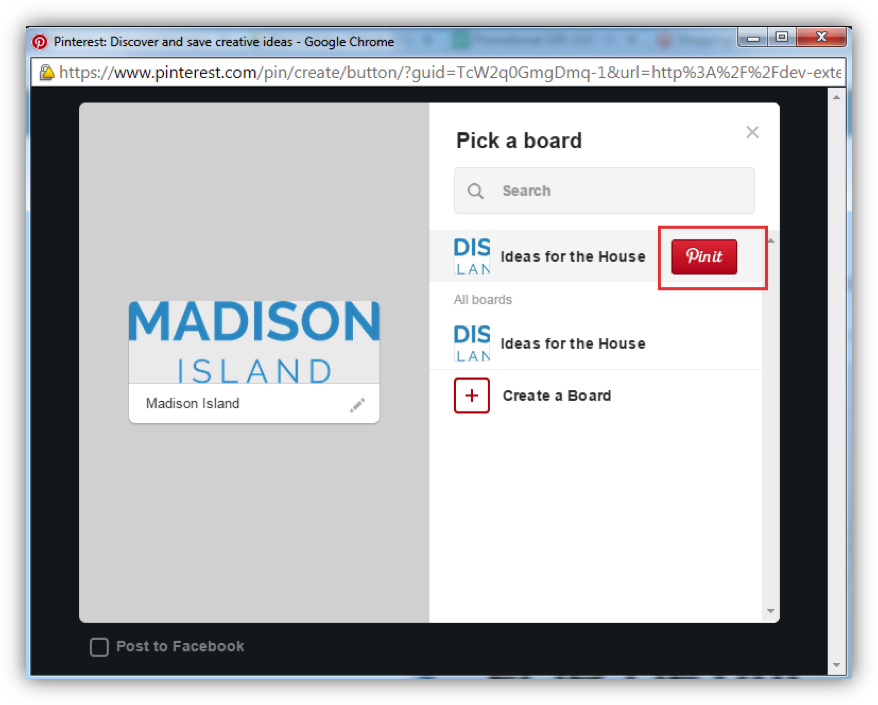 Pinterest: Discover and save creative ideas - Google Chrome
https://www.pinterest.com/pin/create/button/?guid=TcW2q0GmgDmq-1&url=http%3A%2F%2Fdev-exte
Pick a board
Search
DIS
LAN
Ideas for the House
Pin it
All boards
DIS
LAN
Ideas for the House
+ Create a Board
MADISON
ISLAND
Madison Island
Post to Facebook